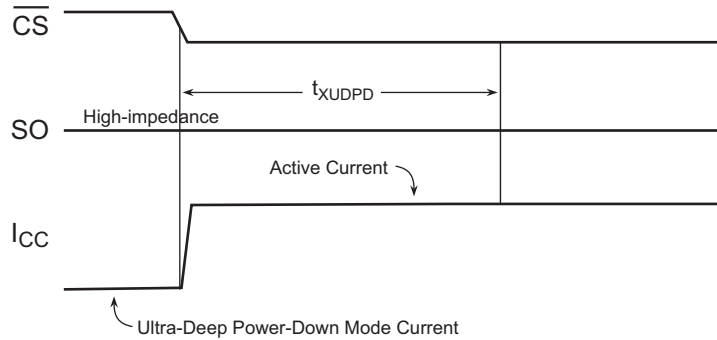 CS
tXUDPD
High-impedance
SO
Active Current
ICC
Ultra-Deep Power-Down Mode Current